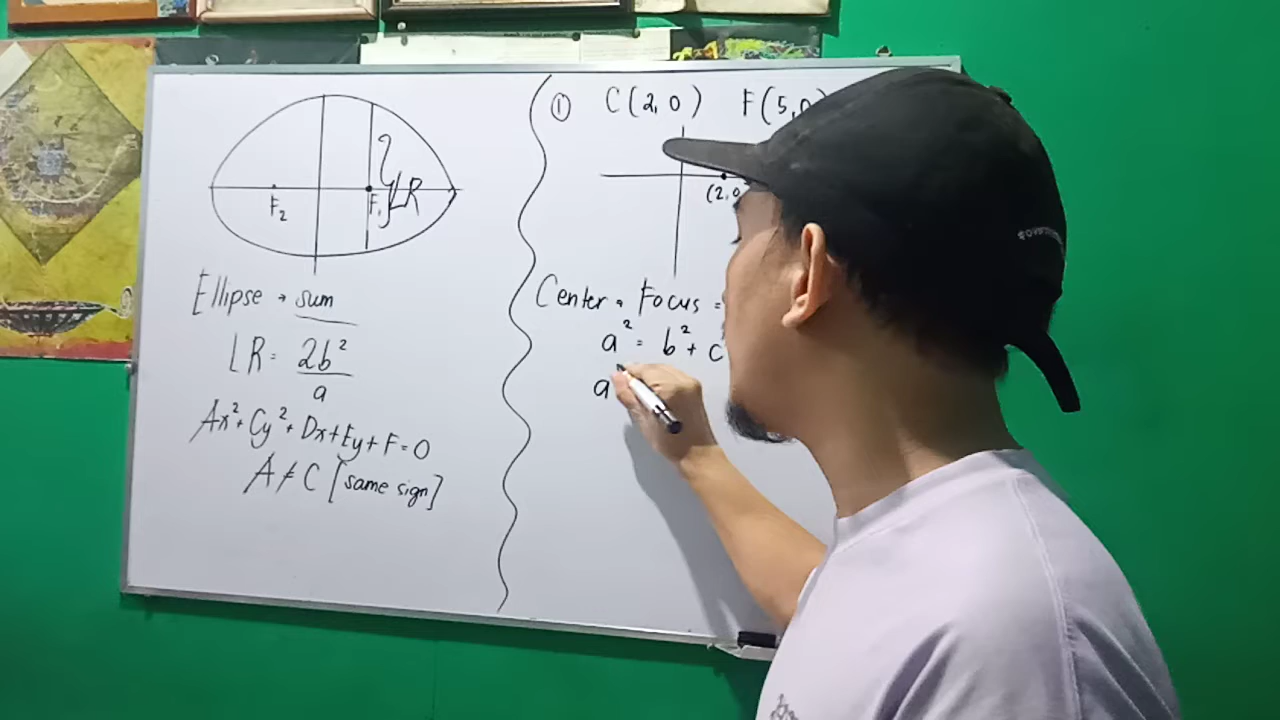 F₂ F₁ LR
Ellipse → sum
LR = 2b²
a
Ax² + Cy² + Dx + Ey + F = 0
A ≠ C [same sign]
① C(2, 0) F(5, 0
(2, 0
Center → Focus =
a² = b² + c
a